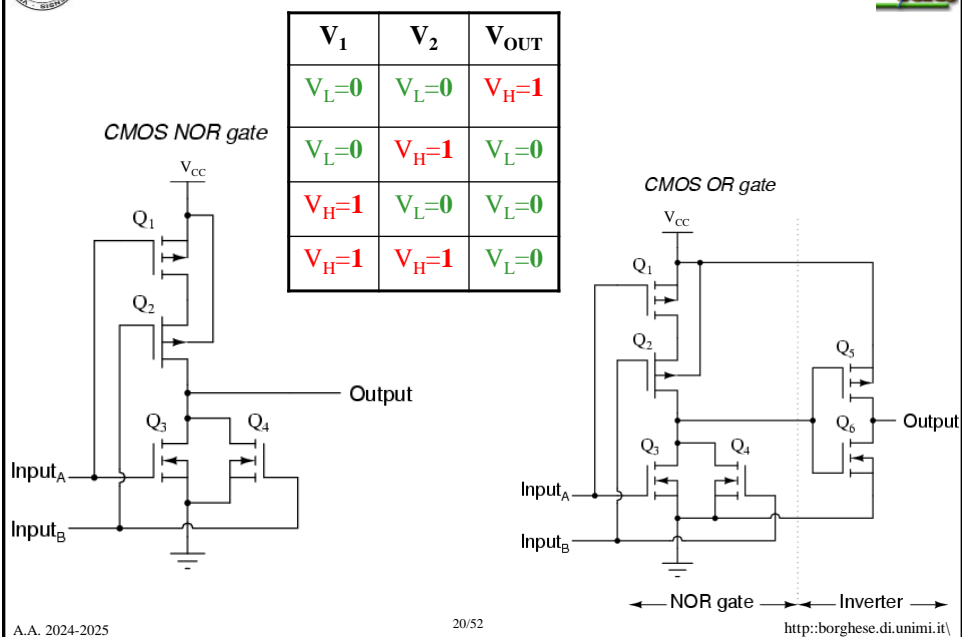 V1 V2 VOUT
VL=0 VL=0 VH=1
VL=0 VH=1 VL=0
VH=1 VL=0 VL=0
VH=1 VH=1 VL=0
CMOS NOR gate
VCC
Q1
Q2
Output
Q3 Q4
InputA
InputB
CMOS OR gate
VCC
Q1
Q2
Q5
Q6
Output
Q3 Q4
InputA
InputB
NOR gate
Inverter
A.A. 2024-2025
20/52
http::borghese.di.unimi.it\